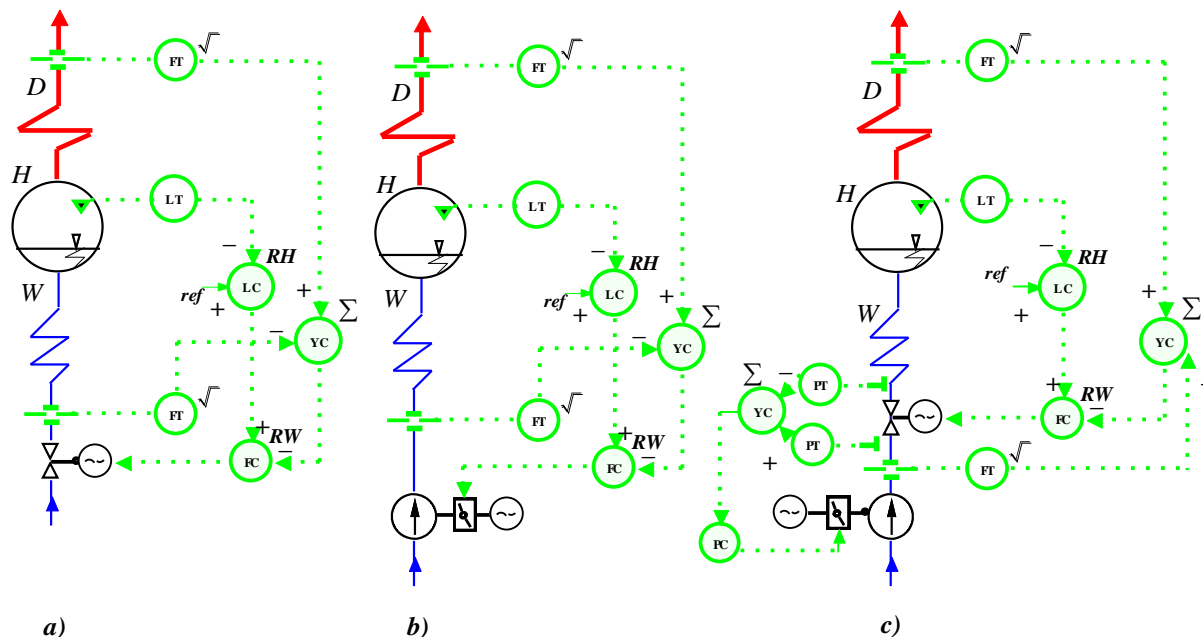 FT √
D
H
LT
−
RH
LC
ref
+
W
+
Σ
−
YC
FT √
+
RW
FC
−
~
a)
FT √
D
H
LT
−
RH
LC
ref
+
W
+
Σ
−
YC
FT √
+
RW
FC
−
~
b)
FT √
D
H
LT
−
RH
LC
ref
+
W
+
Σ
YC
Σ
−
PT
YC
+
RW
FC
−
~
PT
+
FT √
~
PC
c)